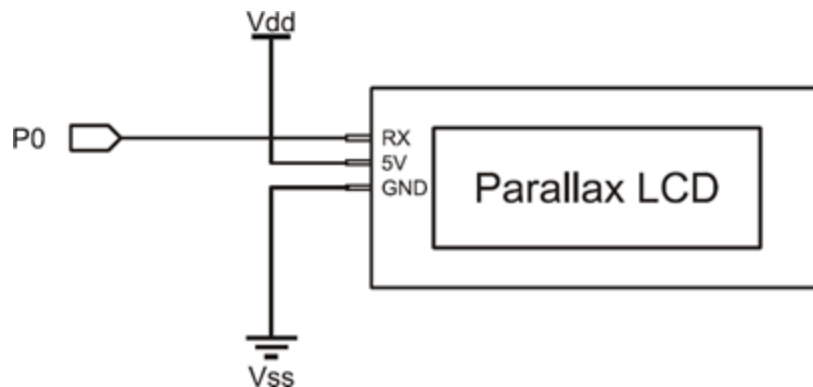 Vdd
P0
RX
5V
GND
Parallax LCD
Vss